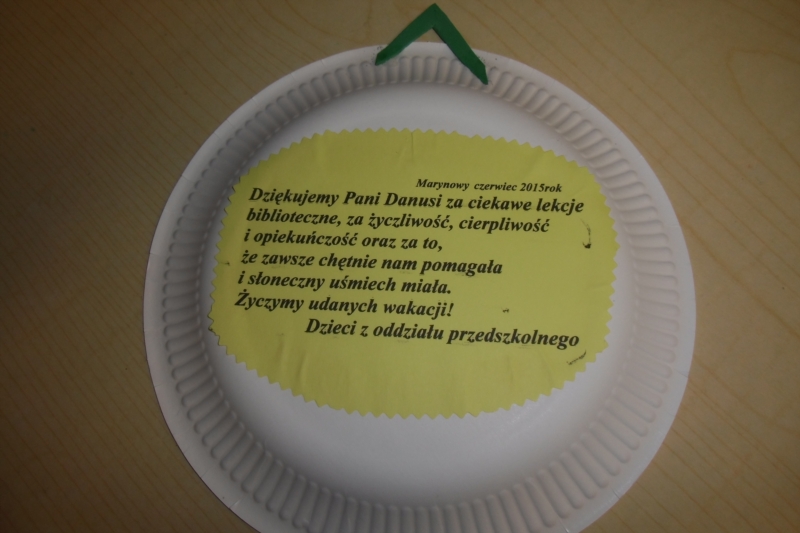 Marynowy czerwiec 2015rok
Dziękujemy Pani Danusi za ciekawe lekcje
biblioteczne, za życzliwość, cierpliwość
i opiekuńczość oraz za to,
że zawsze chętnie nam pomagała
i słoneczny uśmiech miała.
Życzymy udanych wakacji!
Dzieci z oddziału przedszkolnego